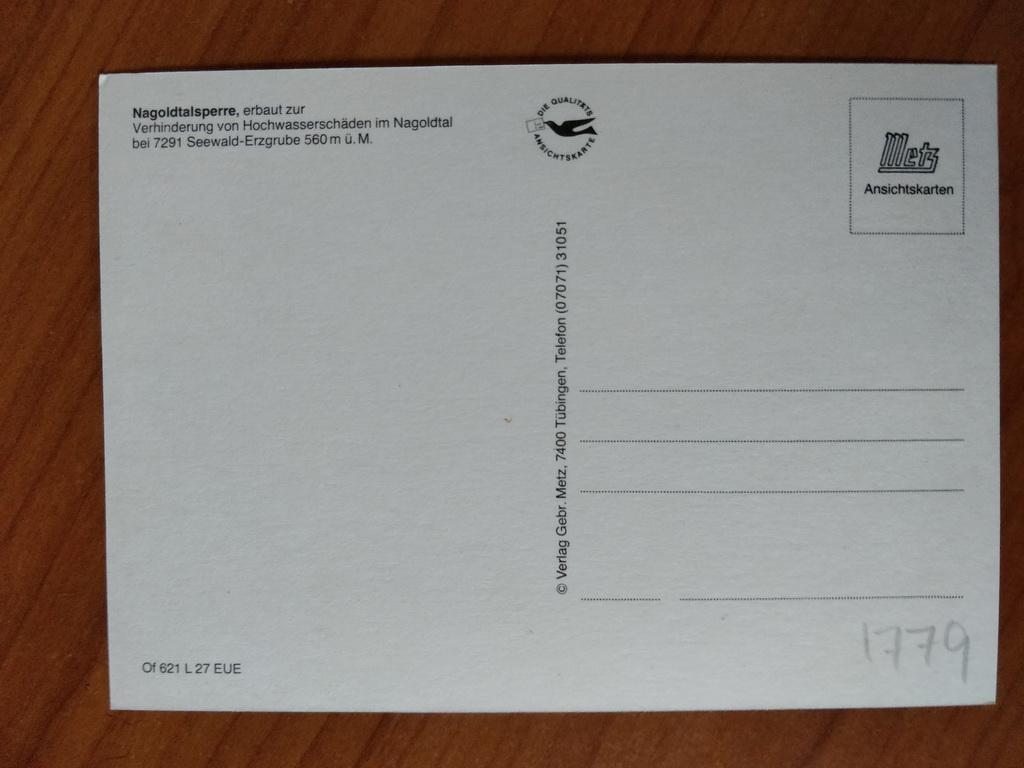 Nagoldtalsperre, erbaut zur
Verhinderung von Hochwasserschäden im Nagoldtal
bei 7291 Seewald-Erzgrube 560 m ü. M.
DIE QUALITÄTS
ANSICHTSKARTE
Metz
Ansichtskarten
© Verlag Gebr. Metz, 7400 Tübingen, Telefon (07071) 31051
Of 621 L 27 EUE
1779